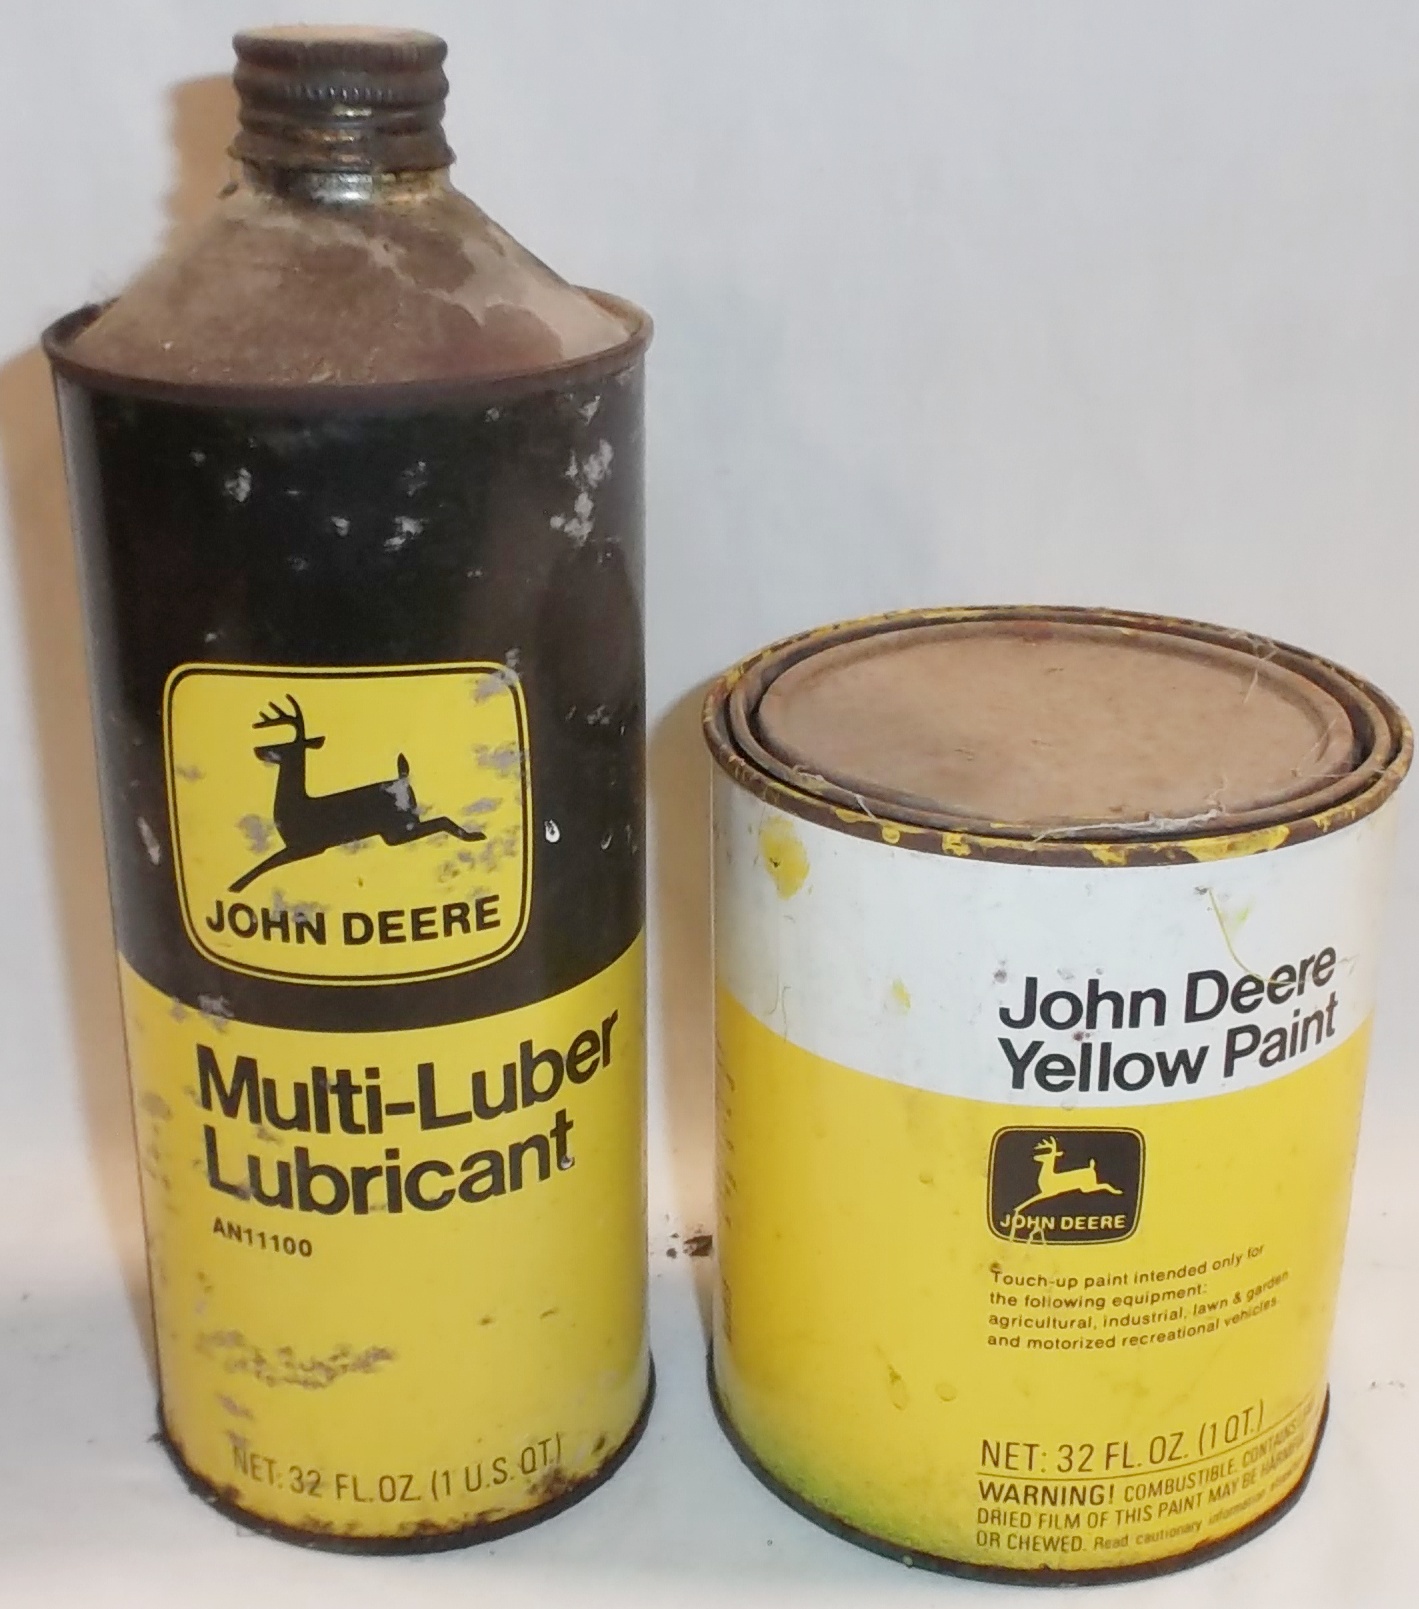 JOHN DEERE
Multi-Luber
Lubricant
AN11100
NET: 32 FL.OZ. (1 U.S. QT.)
John Deere
Yellow Paint
JOHN DEERE
Touch-up paint intended only for
the following equipment:
agricultural, industrial, lawn & garden
and motorized recreational vehicles.
NET: 32 FL. OZ. (1 QT.)
WARNING! COMBUSTIBLE. CONTAINS
DRIED FILM OF THIS PAINT MAY BE HARMFUL
OR CHEWED. Read cautionary information